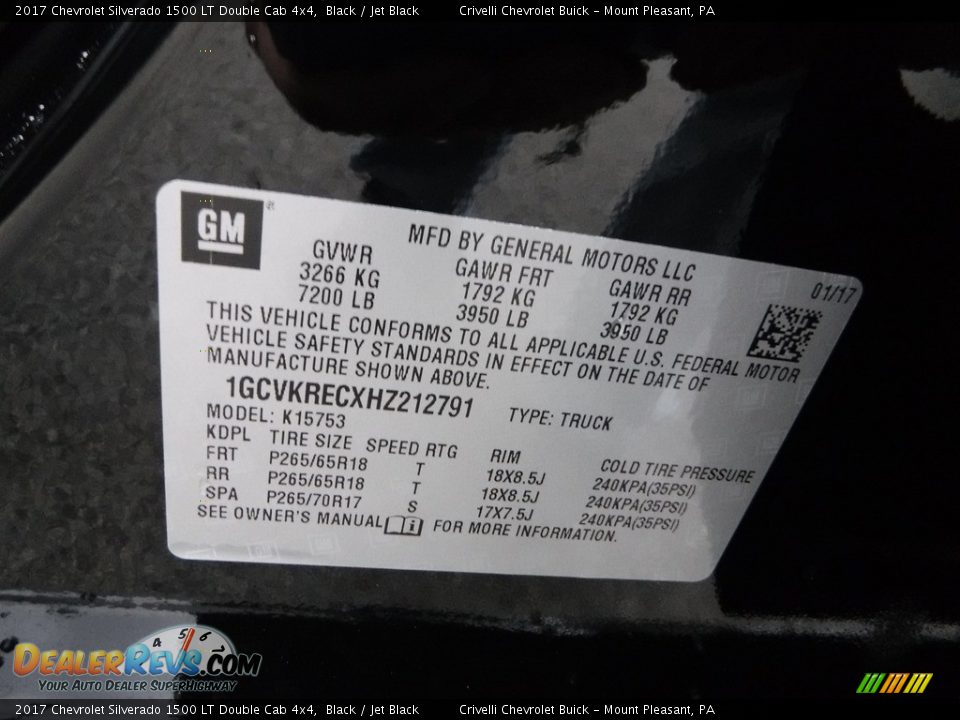 2017 Chevrolet Silverado 1500 LT Double Cab 4x4, Black / Jet Black Crivelli Chevrolet Buick - Mount Pleasant, PA
GM®
MFD BY GENERAL MOTORS LLC
01/17
GVWR GAWR FRT GAWR RR
3266 KG 1792 KG 1792 KG
7200 LB 3950 LB 3950 LB
THIS VEHICLE CONFORMS TO ALL APPLICABLE U.S. FEDERAL MOTOR
VEHICLE SAFETY STANDARDS IN EFFECT ON THE DATE OF
MANUFACTURE SHOWN ABOVE.
1GCVKRECXHZ212791 TYPE: TRUCK
MODEL: K15753
KDPL TIRE SIZE SPEED RTG RIM COLD TIRE PRESSURE
FRT P265/65R18 T 18X8.5J 240KPA(35PSI)
RR P265/65R18 T 18X8.5J 240KPA(35PSI)
SPA P265/70R17 S 17X7.5J 240KPA(35PSI)
SEE OWNER'S MANUAL i FOR MORE INFORMATION.
4 5 6
DEALERREVS.COM
YOUR AUTO DEALER SUPERHIGHWAY
2017 Chevrolet Silverado 1500 LT Double Cab 4x4, Black / Jet Black Crivelli Chevrolet Buick - Mount Pleasant, PA